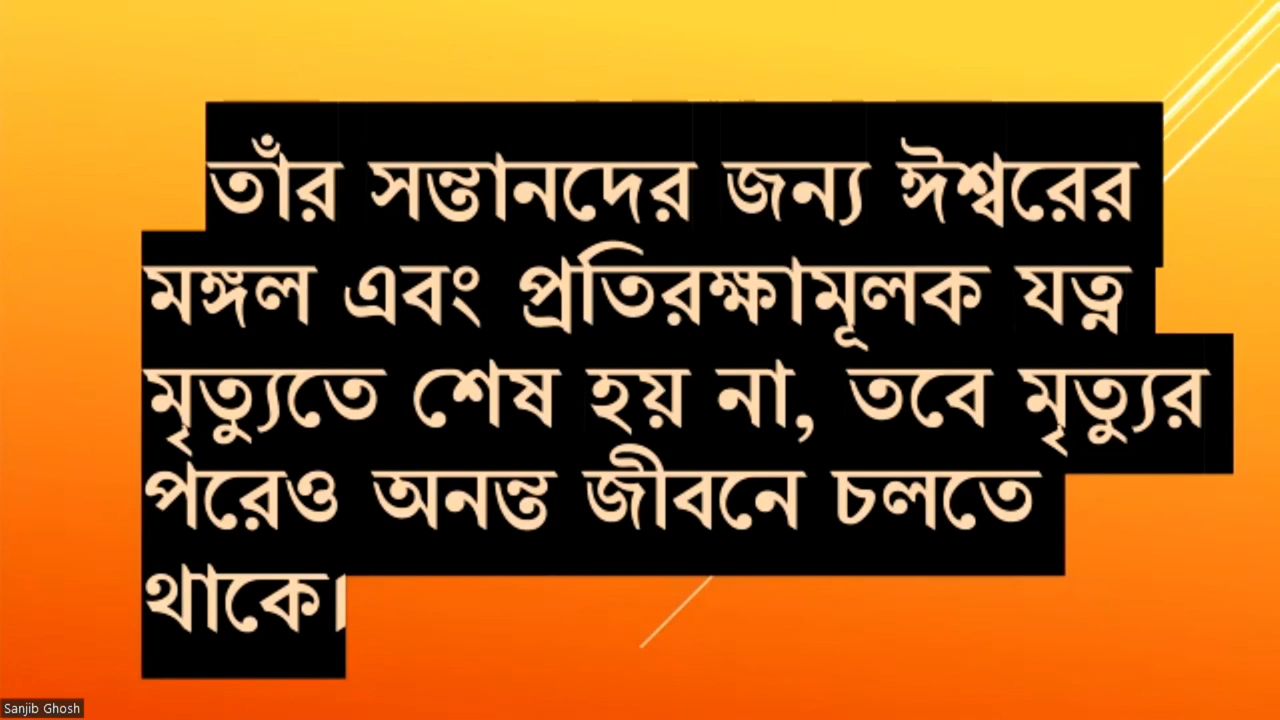 তাঁর সন্তানদের জন্য ঈশ্বরের
মঙ্গল এবং প্রতিরক্ষামূলক যত্ন
মৃত্যুতে শেষ হয় না, তবে মৃত্যুর
পরেও অনন্ত জীবনে চলতে
থাকে।
Sanjib Ghosh